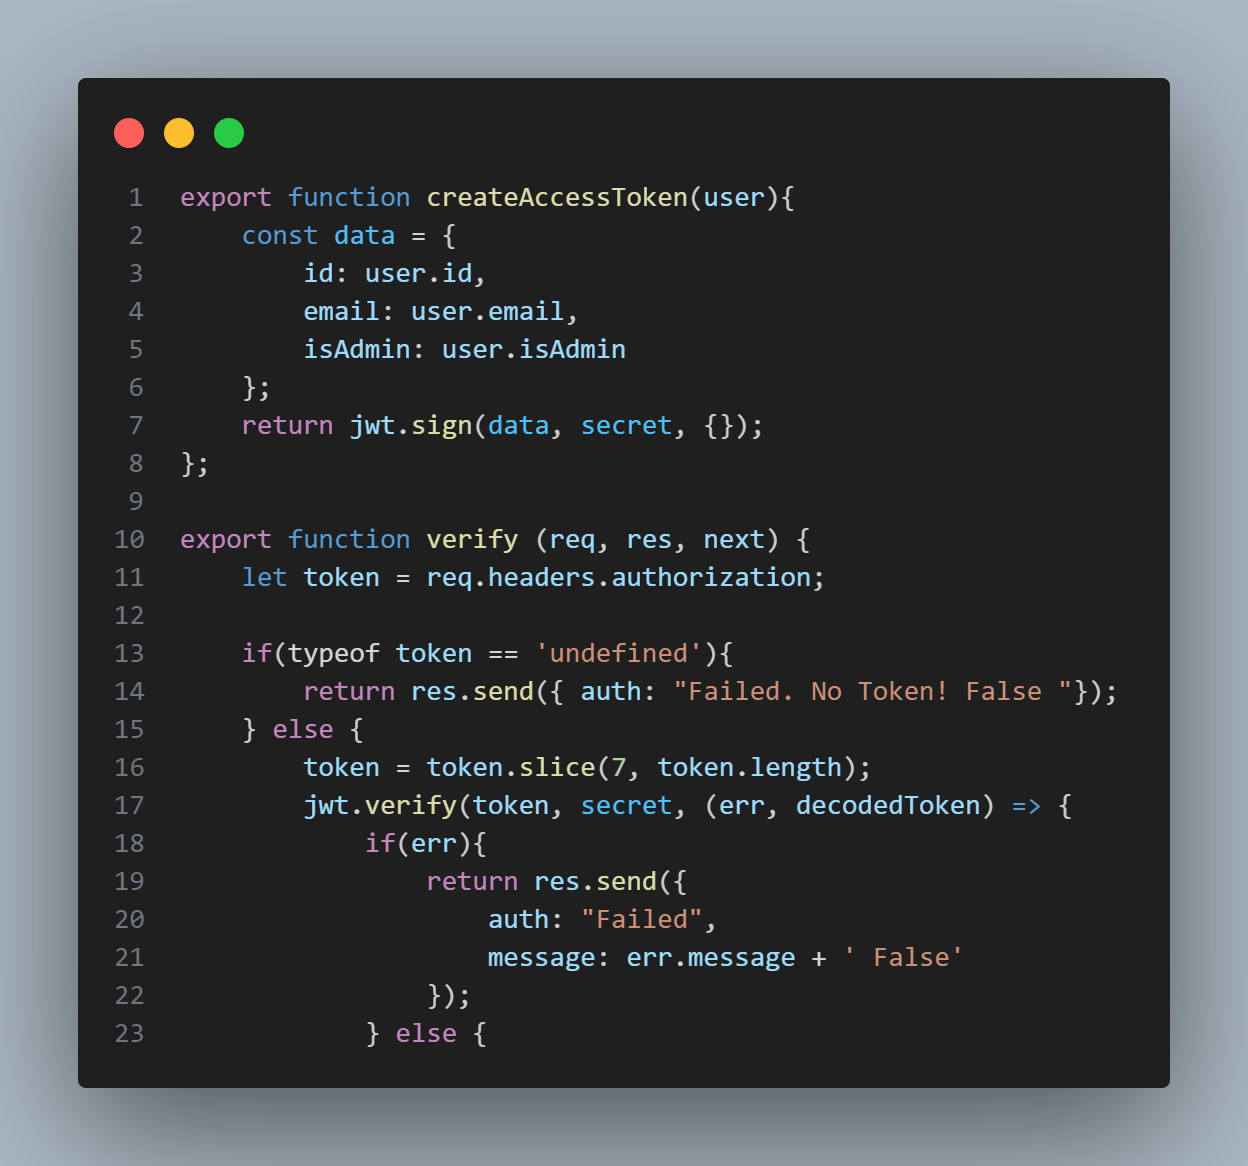 1 export function createAccessToken(user){
2     const data = {
3         id: user.id,
4         email: user.email,
5         isAdmin: user.isAdmin
6     };
7     return jwt.sign(data, secret, {});
8 };
9
10 export function verify (req, res, next) {
11     let token = req.headers.authorization;
12
13     if(typeof token == 'undefined'){
14         return res.send({ auth: "Failed. No Token! False "});
15     } else {
16         token = token.slice(7, token.length);
17         jwt.verify(token, secret, (err, decodedToken) => {
18             if(err){
19                 return res.send({
20                     auth: "Failed",
21                     message: err.message + ' False'
22                 });
23             } else {